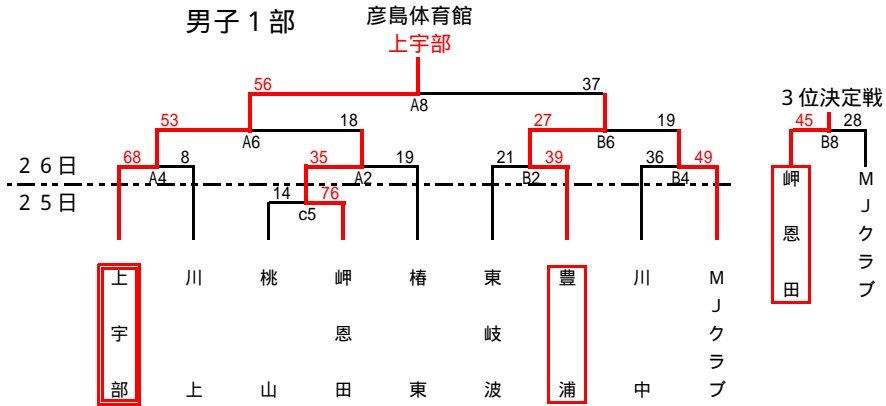 男子１部
彦島体育館
上宇部
56
37
A8
３位決定戦
53
18
27
19
45
28
A6
B6
B8
２６日
68
8
35
19
21
39
36
49
A4
A2
B2
B4
２５日
14
76
c5
上宇部
川上
桃山
岬恩田
椿東
東岐波
豊浦
川中
ＭＪクラブ
岬恩田
ＭＪクラブ